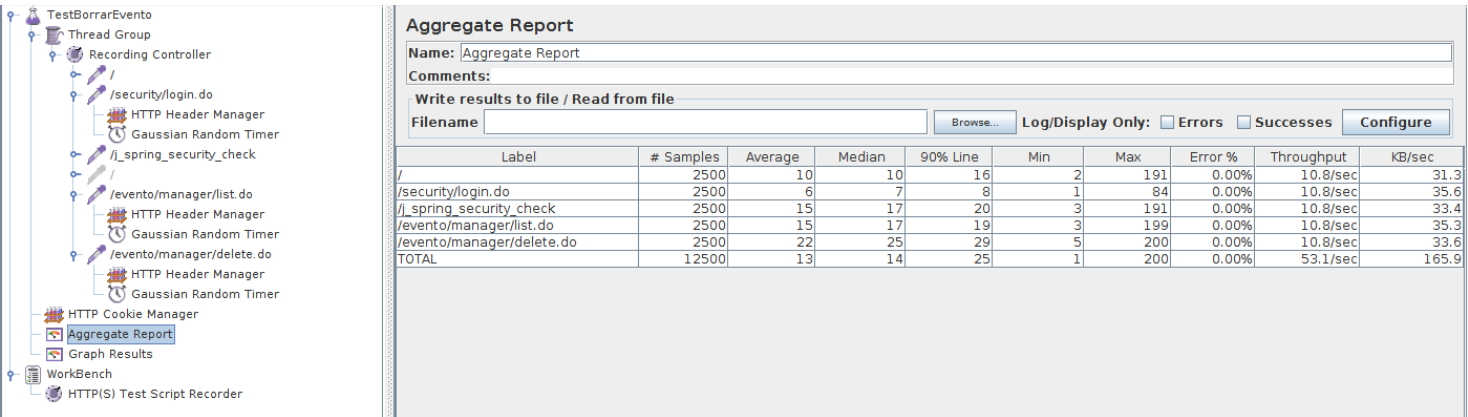 TestBorrarEvento
Thread Group
Recording Controller
/
/security/login.do
HTTP Header Manager
Gaussian Random Timer
/j_spring_security_check
/
/evento/manager/list.do
HTTP Header Manager
Gaussian Random Timer
/evento/manager/delete.do
HTTP Header Manager
Gaussian Random Timer
HTTP Cookie Manager
Aggregate Report
Graph Results
WorkBench
HTTP(S) Test Script Recorder
Aggregate Report
Name: Aggregate Report
Comments:
Write results to file / Read from file
Filename Browse... Log/Display Only: Errors Successes Configure
Label # Samples Average Median 90% Line Min Max Error % Throughput KB/sec
/ 2500 10 10 16 2 191 0.00% 10.8/sec 31.3
/security/login.do 2500 6 7 8 1 84 0.00% 10.8/sec 35.6
/j_spring_security_check 2500 15 17 20 3 191 0.00% 10.8/sec 33.4
/evento/manager/list.do 2500 15 17 19 3 199 0.00% 10.8/sec 35.3
/evento/manager/delete.do 2500 22 25 29 5 200 0.00% 10.8/sec 33.6
TOTAL 12500 13 14 25 1 200 0.00% 53.1/sec 165.9